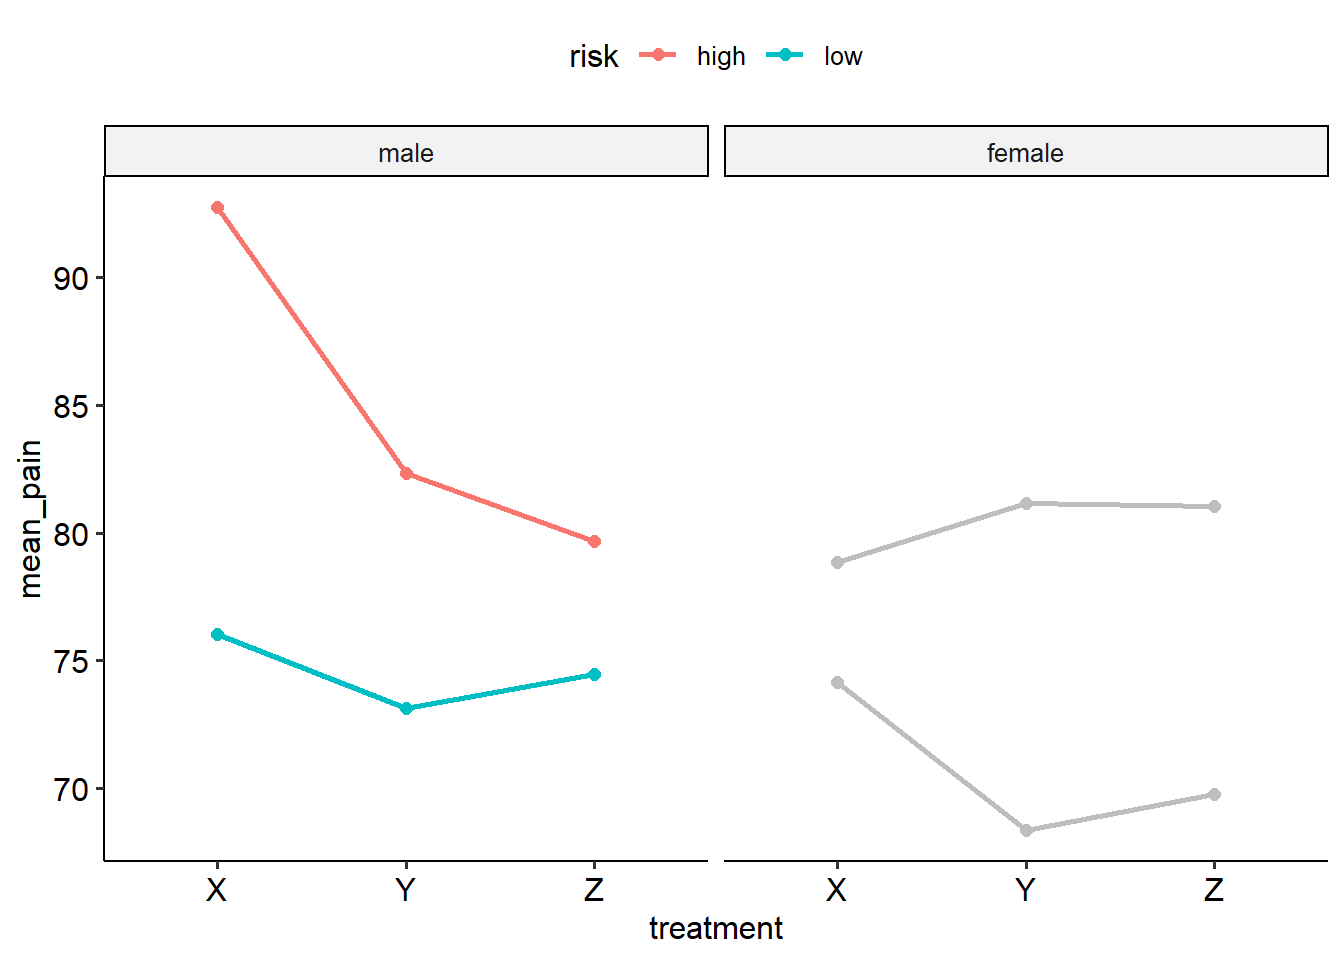 risk high low
male female
90
85
80
75
70
mean_pain
X Y Z X Y Z
treatment